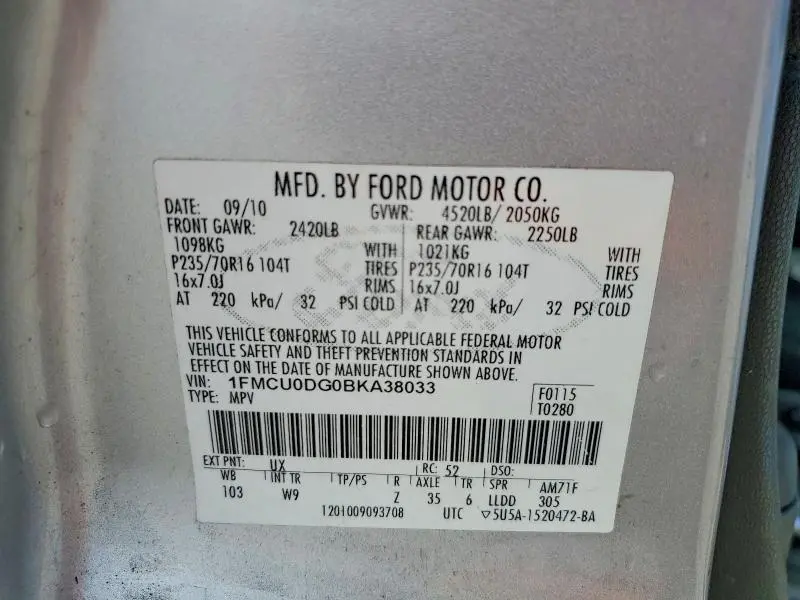 MFD. BY FORD MOTOR CO.
DATE: 09/10 GVWR: 4520LB/ 2050KG
FRONT GAWR: 2420LB REAR GAWR: 2250LB
1098KG WITH 1021KG WITH
P235/70R16 104T TIRES P235/70R16 104T TIRES
16x7.0J RIMS 16x7.0J RIMS
AT 220 kPa/ 32 PSI COLD AT 220 kPa/ 32 PSI COLD
THIS VEHICLE CONFORMS TO ALL APPLICABLE FEDERAL MOTOR
VEHICLE SAFETY AND THEFT PREVENTION STANDARDS IN
EFFECT ON THE DATE OF MANUFACTURE SHOWN ABOVE.
VIN: 1FMCU0DG0BKA38033 F0115
TYPE: MPV T0280
EXT PNT: UX RC: 52 DSO:
WB INT TR TP/PS R AXLE TR SPR AM71F
103 W9 Z 35 6 LLDD 305
1201009093708 UTC ▽5U5A-1520472-BA